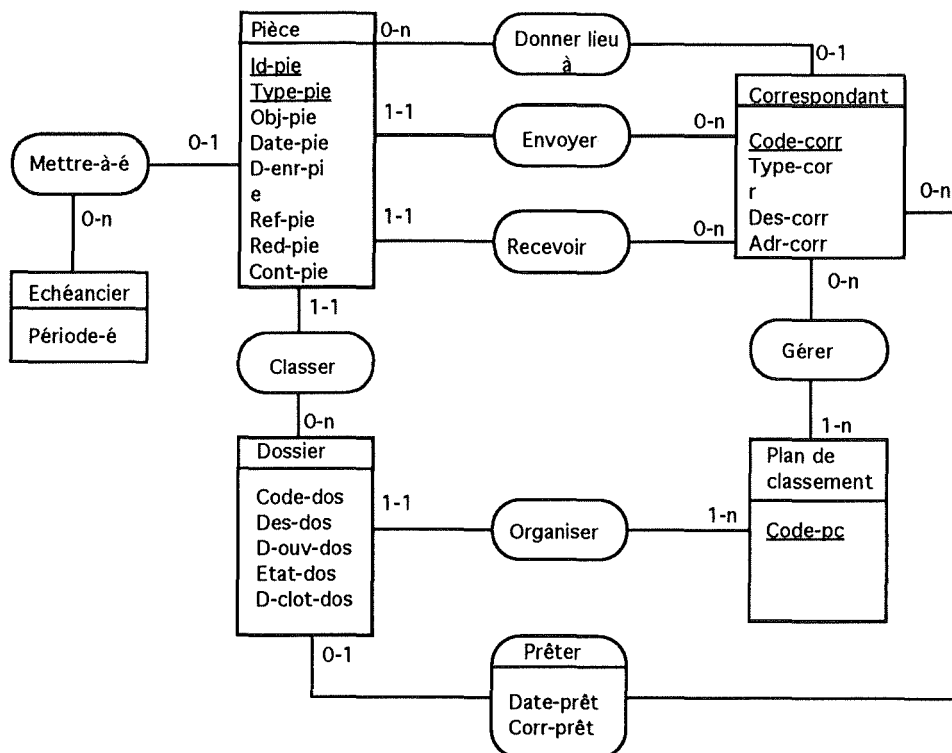 Pièce
0-n
Donner lieu
à
0-1
Id-pie
Type-pie
Obj-pie
Date-pie
D-enr-pi
e
Ref-pie
Red-pie
Cont-pie
Correspondant
Code-corr
Type-cor
r
Des-corr
Adr-corr
1-1
Envoyer
0-n
Mettre-à-é
0-1
0-n
1-1
Recevoir
0-n
0-n
Echéancier
Période-é
1-1
Classer
0-n
0-n
Gérer
1-n
Dossier
Code-dos
Des-dos
D-ouv-dos
Etat-dos
D-clot-dos
1-1
Organiser
1-n
Plan de
classement
Code-pc
0-1
Prêter
Date-prêt
Corr-prêt